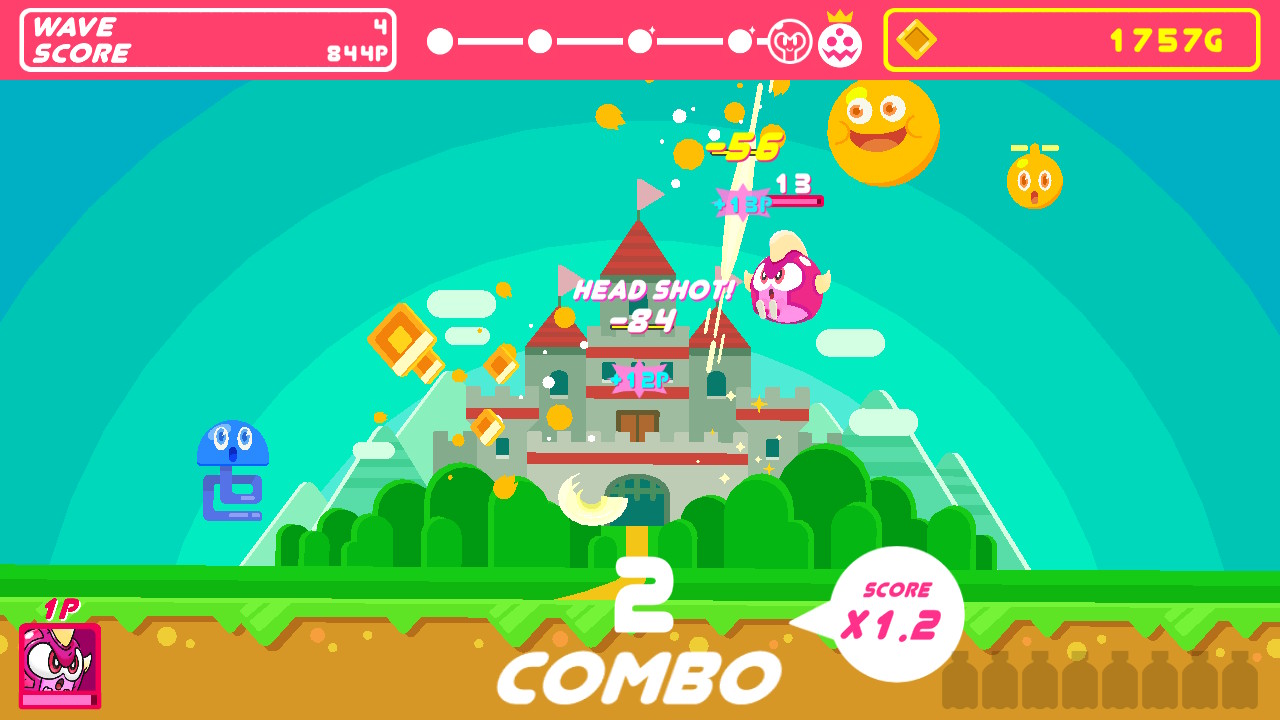 WAVE 4
SCORE 844P
1757G
-56
13
+13P
HEAD SHOT!
-84
+12P
2
COMBO
SCORE
X1.2
1P